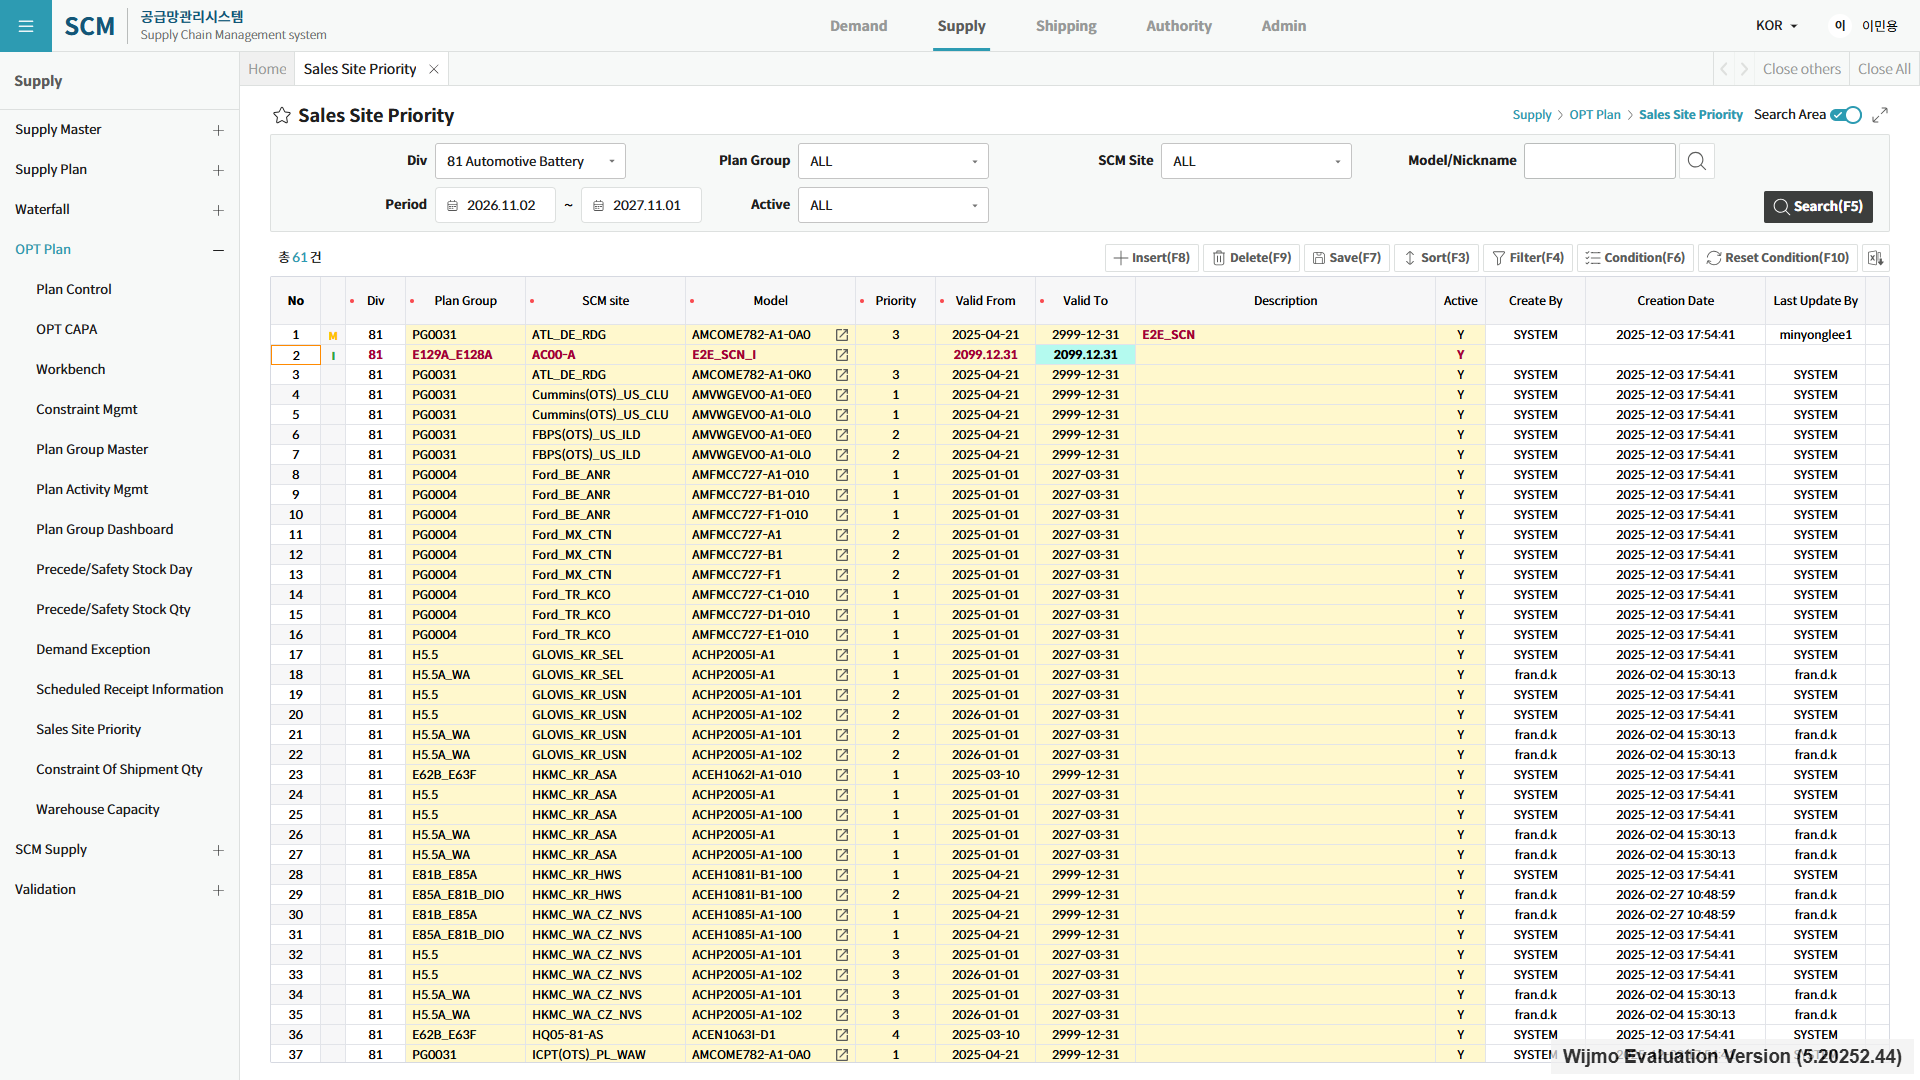 SCM 공급망관리시스템 Supply Chain Management system
Demand Supply Shipping Authority Admin
KOR 이 이민용
Supply
Home Sales Site Priority
Close others Close All
Supply Master
Supply Plan
Waterfall
OPT Plan
Plan Control
OPT CAPA
Workbench
Constraint Mgmt
Plan Group Master
Plan Activity Mgmt
Plan Group Dashboard
Precede/Safety Stock Day
Precede/Safety Stock Qty
Demand Exception
Scheduled Receipt Information
Sales Site Priority
Constraint Of Shipment Qty
Warehouse Capacity
SCM Supply
Validation
Sales Site Priority
Supply > OPT Plan > Sales Site Priority Search Area
Div 81 Automotive Battery Plan Group ALL SCM Site ALL Model/Nickname
Period 2026.11.02 ~ 2027.11.01 Active ALL Search(F5)
총 61 건
Insert(F8) Delete(F9) Save(F7) Sort(F3) Filter(F4) Condition(F6) Reset Condition(F10)
No Div Plan Group SCM site Model Priority Valid From Valid To Description Active Create By Creation Date Last Update By
1 M 81 PG0031 ATL_DE_RDG AMCOME782-A1-0A0 3 2025-04-21 2999-12-31 E2E_SCN Y SYSTEM 2025-12-03 17:54:41 minyonglee1
2 I 81 E129A_E128A AC00-A E2E_SCN_I 2099.12.31 2099.12.31 Y
3 81 PG0031 ATL_DE_RDG AMCOME782-A1-0K0 3 2025-04-21 2999-12-31 Y SYSTEM 2025-12-03 17:54:41 SYSTEM
4 81 PG0031 Cummins(OTS)_US_CLU AMVWGEVO0-A1-0E0 1 2025-04-21 2999-12-31 Y SYSTEM 2025-12-03 17:54:41 SYSTEM
5 81 PG0031 Cummins(OTS)_US_CLU AMVWGEVO0-A1-0L0 1 2025-04-21 2999-12-31 Y SYSTEM 2025-12-03 17:54:41 SYSTEM
6 81 PG0031 FBPS(OTS)_US_ILD AMVWGEVO0-A1-0E0 2 2025-04-21 2999-12-31 Y SYSTEM 2025-12-03 17:54:41 SYSTEM
7 81 PG0031 FBPS(OTS)_US_ILD AMVWGEVO0-A1-0L0 2 2025-04-21 2999-12-31 Y SYSTEM 2025-12-03 17:54:41 SYSTEM
8 81 PG0004 Ford_BE_ANR AMFMCC727-A1-010 1 2025-01-01 2027-03-31 Y SYSTEM 2025-12-03 17:54:41 SYSTEM
9 81 PG0004 Ford_BE_ANR AMFMCC727-B1-010 1 2025-01-01 2027-03-31 Y SYSTEM 2025-12-03 17:54:41 SYSTEM
10 81 PG0004 Ford_BE_ANR AMFMCC727-F1-010 1 2025-01-01 2027-03-31 Y SYSTEM 2025-12-03 17:54:41 SYSTEM
11 81 PG0004 Ford_MX_CTN AMFMCC727-A1 2 2025-01-01 2027-03-31 Y SYSTEM 2025-12-03 17:54:41 SYSTEM
12 81 PG0004 Ford_MX_CTN AMFMCC727-B1 2 2025-01-01 2027-03-31 Y SYSTEM 2025-12-03 17:54:41 SYSTEM
13 81 PG0004 Ford_MX_CTN AMFMCC727-F1 2 2025-01-01 2027-03-31 Y SYSTEM 2025-12-03 17:54:41 SYSTEM
14 81 PG0004 Ford_TR_KCO AMFMCC727-C1-010 1 2025-01-01 2027-03-31 Y SYSTEM 2025-12-03 17:54:41 SYSTEM
15 81 PG0004 Ford_TR_KCO AMFMCC727-D1-010 1 2025-01-01 2027-03-31 Y SYSTEM 2025-12-03 17:54:41 SYSTEM
16 81 PG0004 Ford_TR_KCO AMFMCC727-E1-010 1 2025-01-01 2027-03-31 Y SYSTEM 2025-12-03 17:54:41 SYSTEM
17 81 H5.5 GLOVIS_KR_SEL ACHP2005I-A1 1 2025-01-01 2027-03-31 Y SYSTEM 2025-12-03 17:54:41 SYSTEM
18 81 H5.5A_WA GLOVIS_KR_SEL ACHP2005I-A1 1 2025-01-01 2027-03-31 Y fran.d.k 2026-02-04 15:30:13 fran.d.k
19 81 H5.5 GLOVIS_KR_USN ACHP2005I-A1-101 2 2025-01-01 2027-03-31 Y SYSTEM 2025-12-03 17:54:41 SYSTEM
20 81 H5.5 GLOVIS_KR_USN ACHP2005I-A1-102 2 2026-01-01 2027-03-31 Y SYSTEM 2025-12-03 17:54:41 SYSTEM
21 81 H5.5A_WA GLOVIS_KR_USN ACHP2005I-A1-101 2 2025-01-01 2027-03-31 Y fran.d.k 2026-02-04 15:30:13 fran.d.k
22 81 H5.5A_WA GLOVIS_KR_USN ACHP2005I-A1-102 2 2026-01-01 2027-03-31 Y fran.d.k 2026-02-04 15:30:13 fran.d.k
23 81 E62B_E63F HKMC_KR_ASA ACEH1062I-A1-010 1 2025-03-10 2999-12-31 Y SYSTEM 2025-12-03 17:54:41 SYSTEM
24 81 H5.5 HKMC_KR_ASA ACHP2005I-A1 1 2025-01-01 2027-03-31 Y SYSTEM 2025-12-03 17:54:41 SYSTEM
25 81 H5.5 HKMC_KR_ASA ACHP2005I-A1-100 1 2025-01-01 2027-03-31 Y SYSTEM 2025-12-03 17:54:41 SYSTEM
26 81 H5.5A_WA HKMC_KR_ASA ACHP2005I-A1 1 2025-01-01 2027-03-31 Y fran.d.k 2026-02-04 15:30:13 fran.d.k
27 81 H5.5A_WA HKMC_KR_ASA ACHP2005I-A1-100 1 2025-01-01 2027-03-31 Y fran.d.k 2026-02-04 15:30:13 fran.d.k
28 81 E81B_E85A HKMC_KR_HWS ACEH1081I-B1-100 1 2025-04-21 2999-12-31 Y SYSTEM 2025-12-03 17:54:41 SYSTEM
29 81 E85A_E81B_DIO HKMC_KR_HWS ACEH1081I-B1-100 2 2025-04-21 2999-12-31 Y fran.d.k 2026-02-27 10:48:59 fran.d.k
30 81 E81B_E85A HKMC_WA_CZ_NVS ACEH1085I-A1-100 1 2025-04-21 2999-12-31 Y fran.d.k 2026-02-27 10:48:59 fran.d.k
31 81 E85A_E81B_DIO HKMC_WA_CZ_NVS ACEH1085I-A1-100 1 2025-04-21 2999-12-31 Y SYSTEM 2025-12-03 17:54:41 SYSTEM
32 81 H5.5 HKMC_WA_CZ_NVS ACHP2005I-A1-101 3 2025-01-01 2027-03-31 Y SYSTEM 2025-12-03 17:54:41 SYSTEM
33 81 H5.5 HKMC_WA_CZ_NVS ACHP2005I-A1-102 3 2026-01-01 2027-03-31 Y SYSTEM 2025-12-03 17:54:41 SYSTEM
34 81 H5.5A_WA HKMC_WA_CZ_NVS ACHP2005I-A1-101 3 2025-01-01 2027-03-31 Y fran.d.k 2026-02-04 15:30:13 fran.d.k
35 81 H5.5A_WA HKMC_WA_CZ_NVS ACHP2005I-A1-102 3 2026-01-01 2027-03-31 Y fran.d.k 2026-02-04 15:30:13 fran.d.k
36 81 E62B_E63F HQ05-81-AS ACEN1063I-D1 4 2025-03-10 2999-12-31 Y SYSTEM 2025-12-03 17:54:41 SYSTEM
37 81 PG0031 ICPT(OTS)_PL_WAW AMCOME782-A1-0A0 1 2025-04-21 2999-12-31 Y SYSTEM
Wijmo Evaluation Version (5.20252.44)